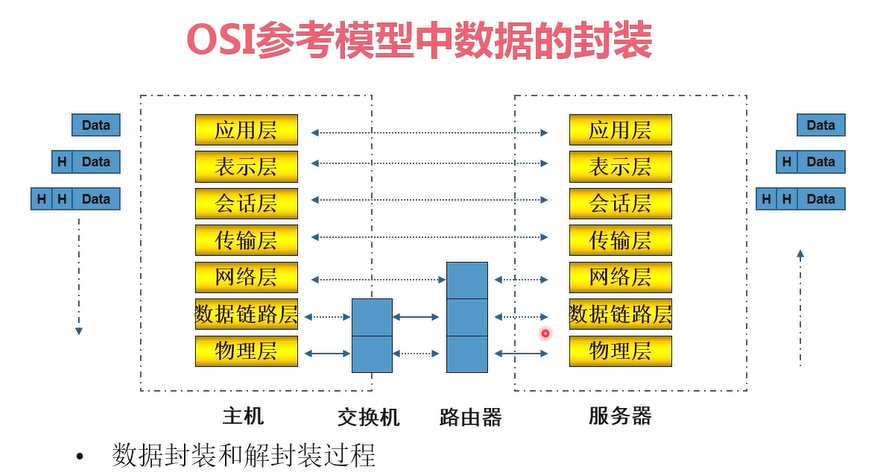 OSI参考模型中数据的封装
Data 应用层 应用层 Data
H Data 表示层 表示层 H Data
H H Data 会话层 会话层 H H Data
传输层 传输层
网络层 网络层
数据链路层 数据链路层
物理层 物理层
主机 交换机 路由器 服务器
• 数据封装和解封装过程